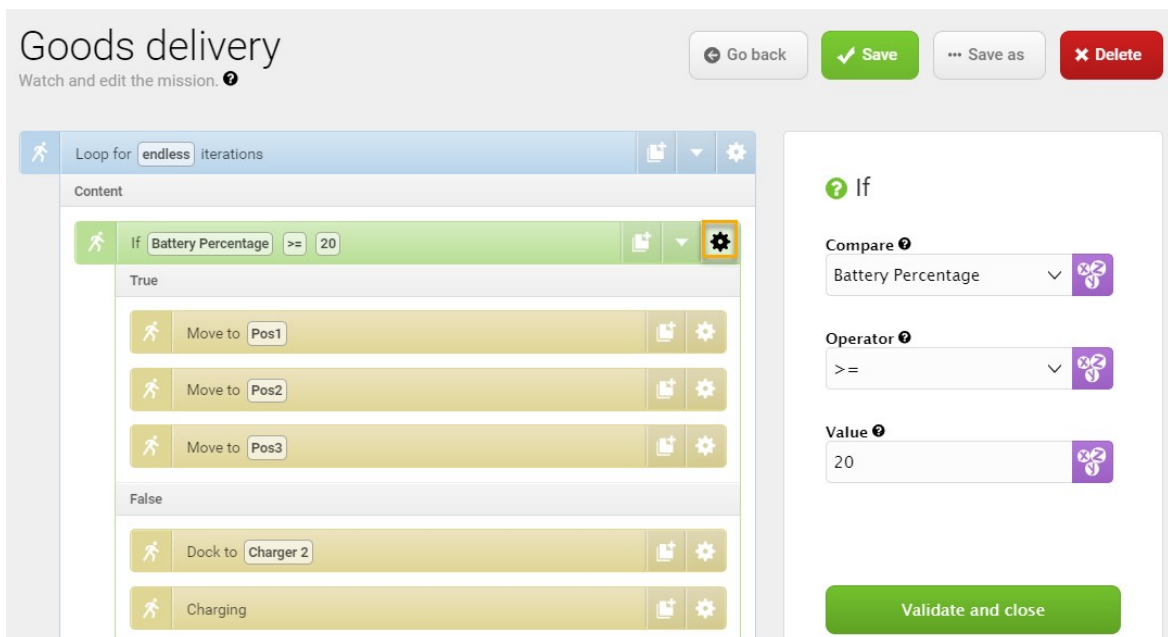 Goods delivery
Watch and edit the mission. ?
Go back
Save
••• Save as
Delete
Loop for endless iterations
Content
If Battery Percentage >= 20
True
Move to Pos1
Move to Pos2
Move to Pos3
False
Dock to Charger 2
Charging
? If
Compare ?
Battery Percentage
Operator ?
>=
Value ?
20
Validate and close